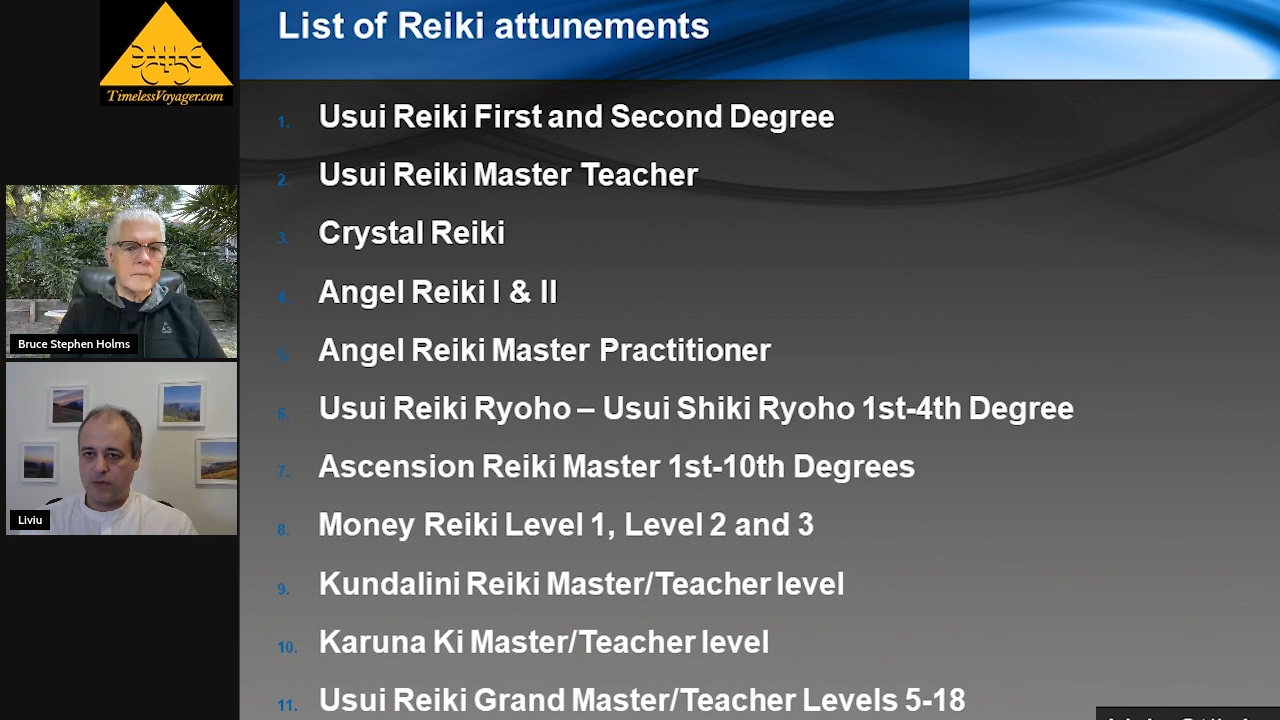 List of Reiki attunements
TimelessVoyager.com
1. Usui Reiki First and Second Degree
2. Usui Reiki Master Teacher
3. Crystal Reiki
4. Angel Reiki I & II
5. Angel Reiki Master Practitioner
6. Usui Reiki Ryoho – Usui Shiki Ryoho 1st-4th Degree
7. Ascension Reiki Master 1st-10th Degrees
8. Money Reiki Level 1, Level 2 and 3
9. Kundalini Reiki Master/Teacher level
10. Karuna Ki Master/Teacher level
11. Usui Reiki Grand Master/Teacher Levels 5-18
Bruce Stephen Holms
Liviu